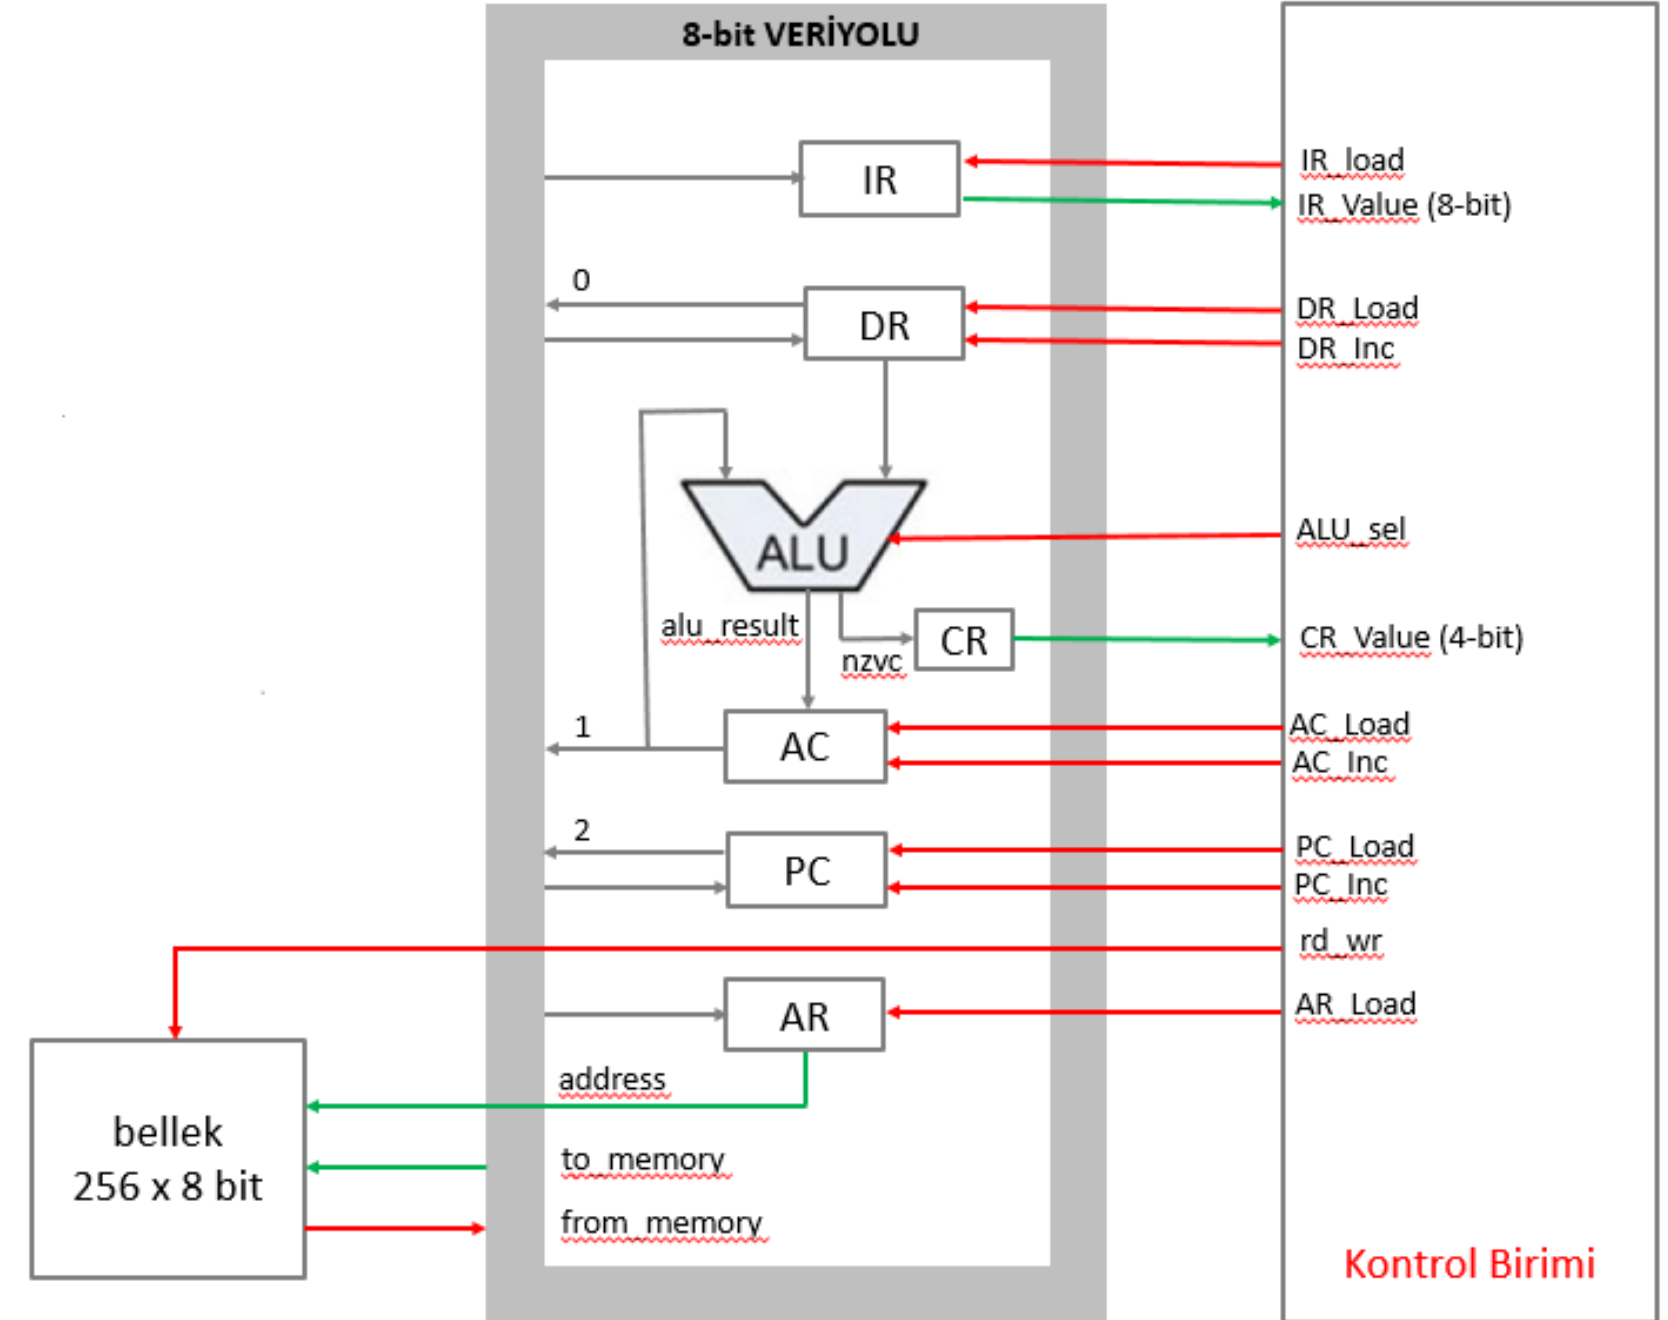 8-bit VERİYOLU
IR
IR_load
IR_Value (8-bit)
0
DR
DR_Load
DR_Inc
ALU
ALU_sel
alu_result
nzvc
CR
CR_Value (4-bit)
1
AC
AC_Load
AC_Inc
2
PC
PC_Load
PC_Inc
rd_wr
AR
AR_Load
address
bellek
256 x 8 bit
to_memory
from_memory
Kontrol Birimi